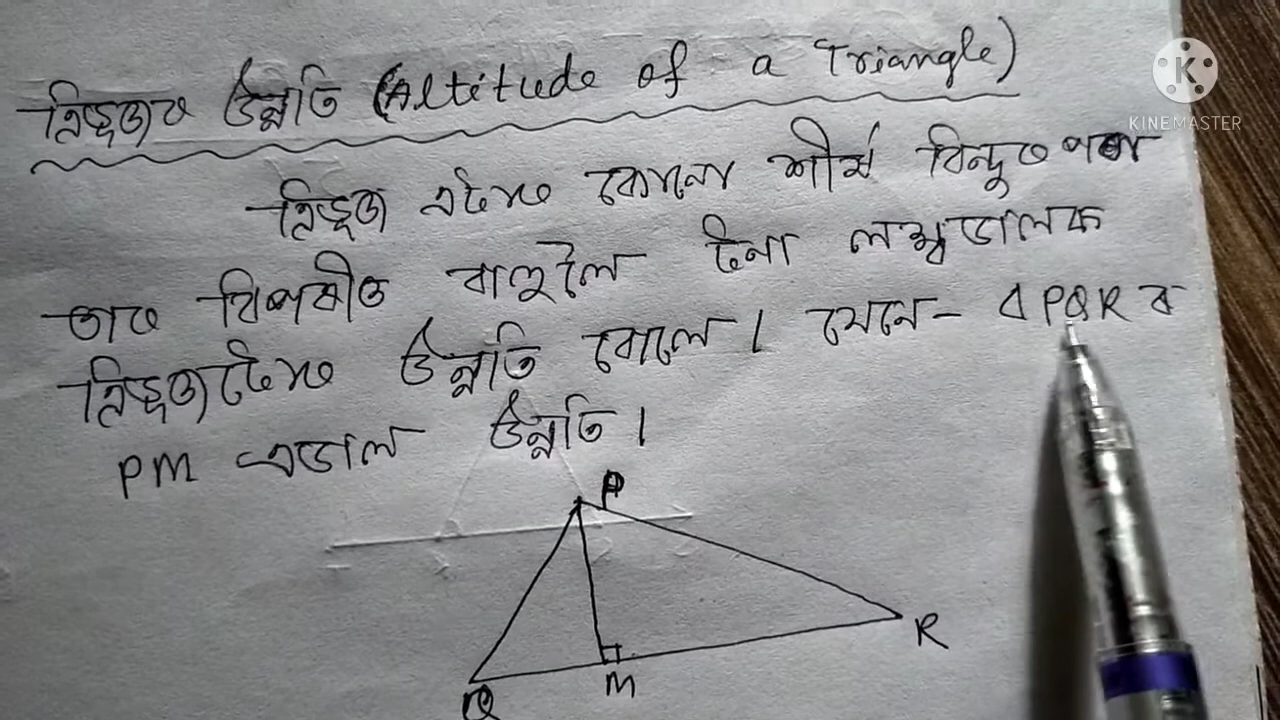 ত্ৰিভুজৰ উন্নতি (Altitude of a Triangle)
ত্ৰিভুজ এটাৰ কোনো শীৰ্ষ বিন্দুৰ পৰা
তাৰ বিপৰীত বাহুলৈ টনা লম্বডালক
ত্ৰিভুজটোৰ উন্নতি বোলে। যেনে- ΔPQR ৰ
PM এডাল উন্নতি।
P
R
M
Q
K
KINEMASTER